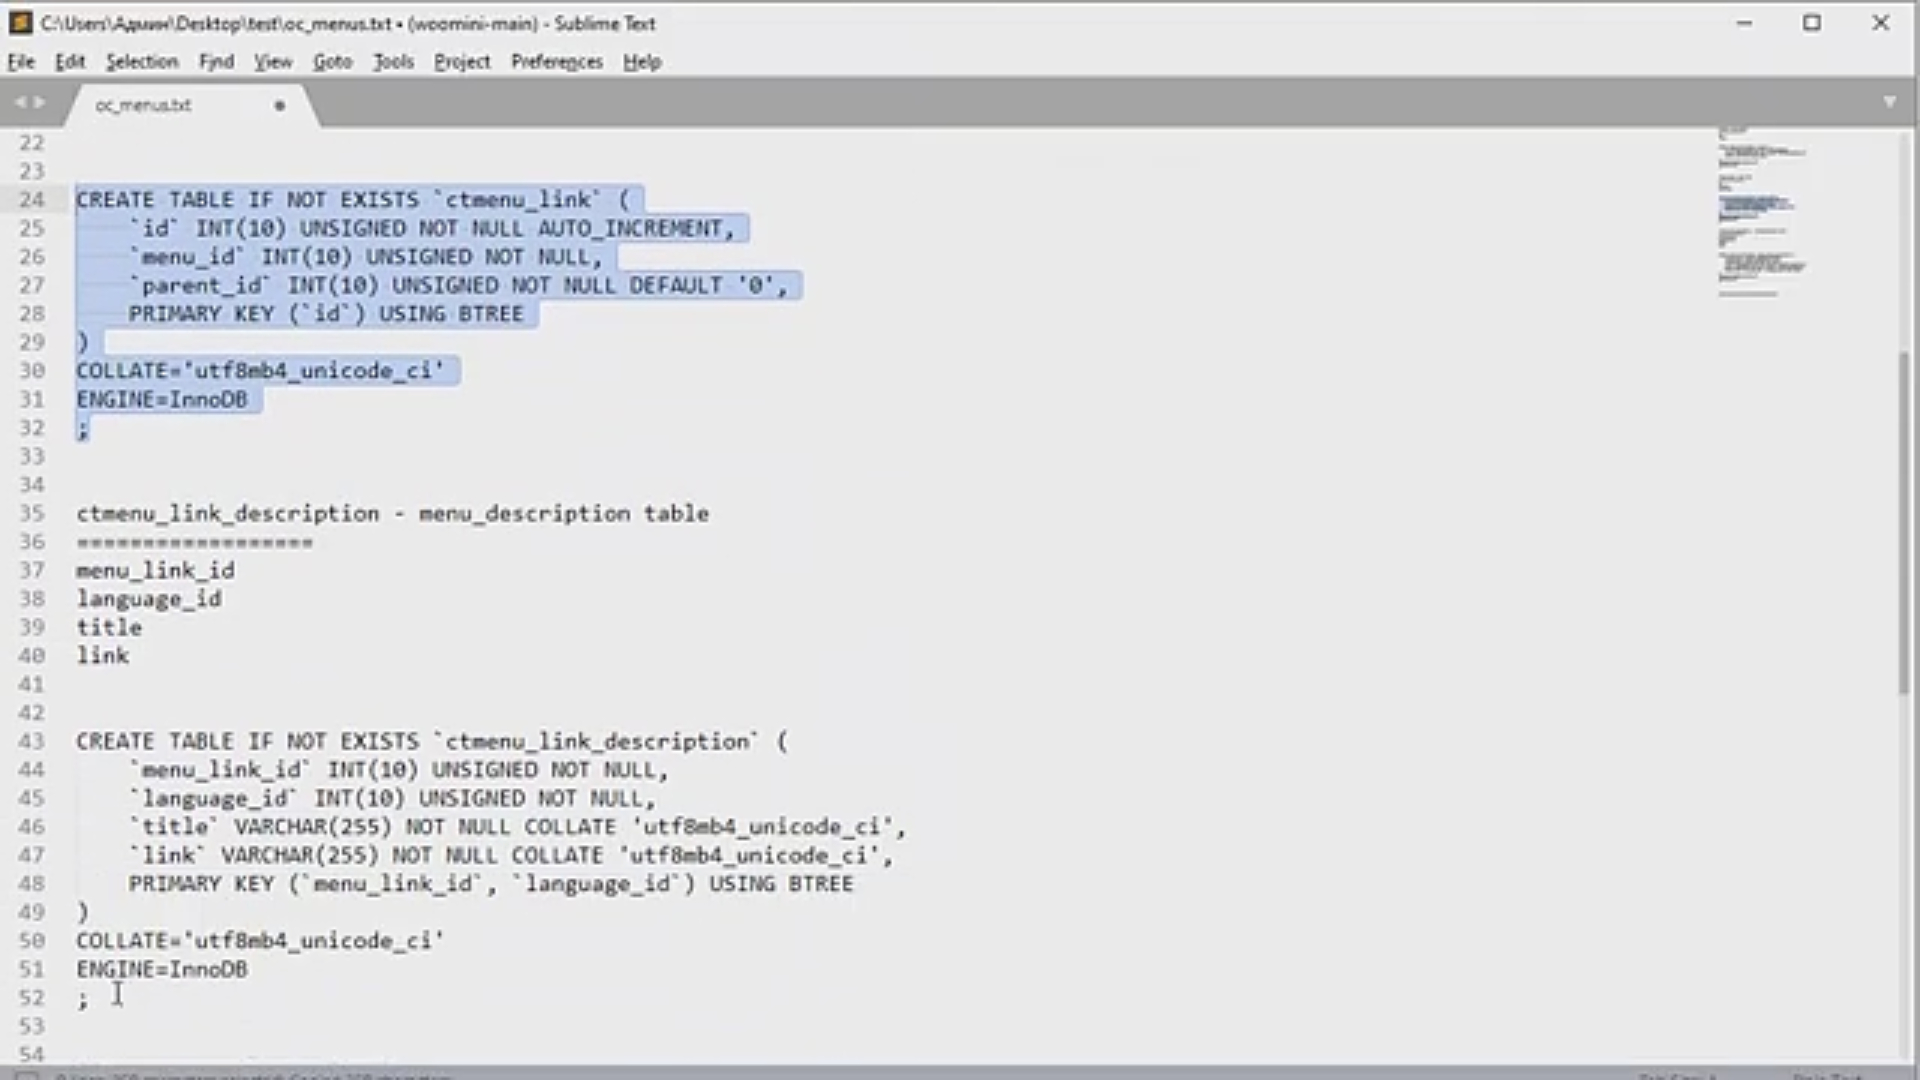 C:\Users\Админ\Desktop\test\oc_menus.txt • (woomini-main) - Sublime Text
File Edit Selection Find View Goto Tools Project Preferences Help
oc_menus.txt
22
23
24 CREATE TABLE IF NOT EXISTS `ctmenu_link` (
25 `id` INT(10) UNSIGNED NOT NULL AUTO_INCREMENT,
26 `menu_id` INT(10) UNSIGNED NOT NULL,
27 `parent_id` INT(10) UNSIGNED NOT NULL DEFAULT '0',
28 PRIMARY KEY (`id`) USING BTREE
29 )
30 COLLATE='utf8mb4_unicode_ci'
31 ENGINE=InnoDB
32 ;
33
34
35 ctmenu_link_description - menu_description table
36 ==================
37 menu_link_id
38 language_id
39 title
40 link
41
42
43 CREATE TABLE IF NOT EXISTS `ctmenu_link_description` (
44 `menu_link_id` INT(10) UNSIGNED NOT NULL,
45 `language_id` INT(10) UNSIGNED NOT NULL,
46 `title` VARCHAR(255) NOT NULL COLLATE 'utf8mb4_unicode_ci',
47 `link` VARCHAR(255) NOT NULL COLLATE 'utf8mb4_unicode_ci',
48 PRIMARY KEY (`menu_link_id`, `language_id`) USING BTREE
49 )
50 COLLATE='utf8mb4_unicode_ci'
51 ENGINE=InnoDB
52 ;
53
54